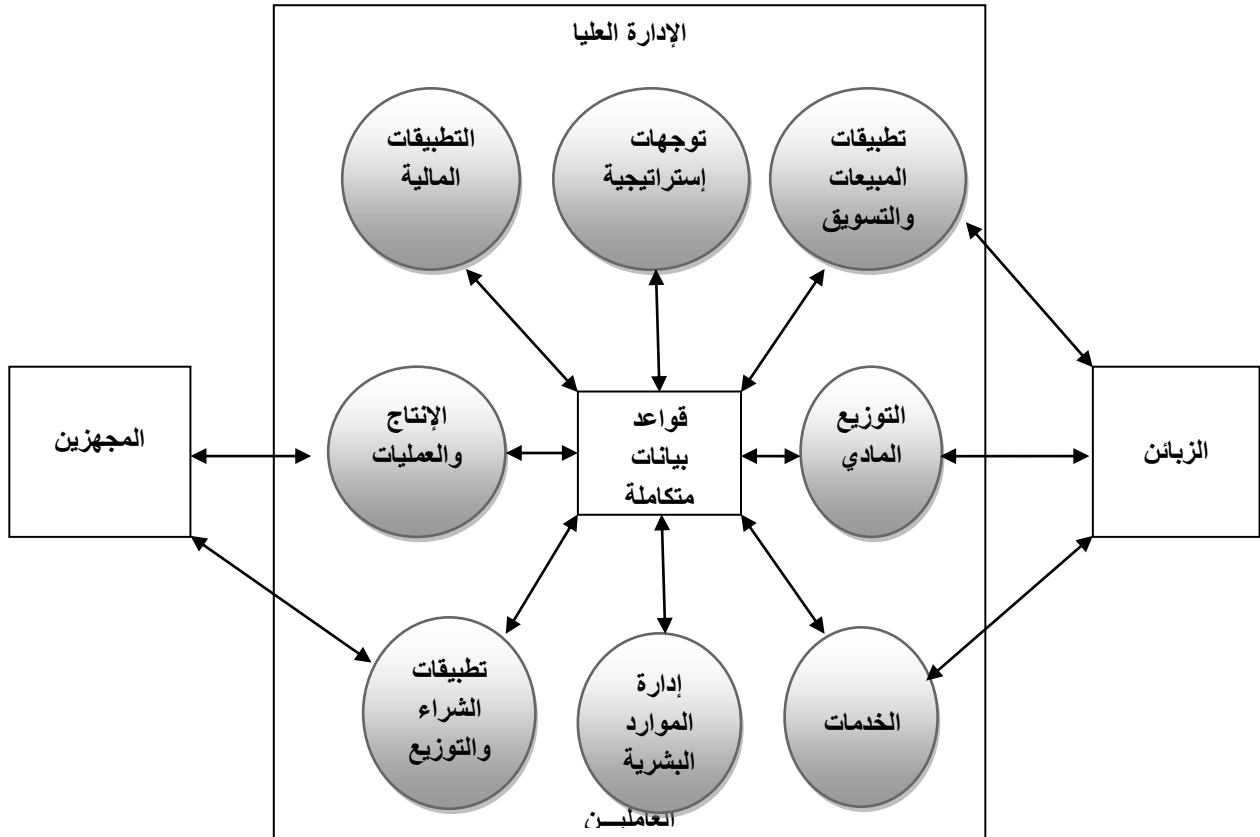 الإدارة العليا
تطبيقات
المبيعات
والتسويق
توجهات
إستراتيجية
التطبيقات
المالية
الزبائن
التوزيع
المادي
قواعد
بيانات
متكاملة
الإنتاج
والعمليات
المجهزين
الخدمات
إدارة
الموارد
البشرية
تطبيقات
الشراء
والتوزيع
العامليــن